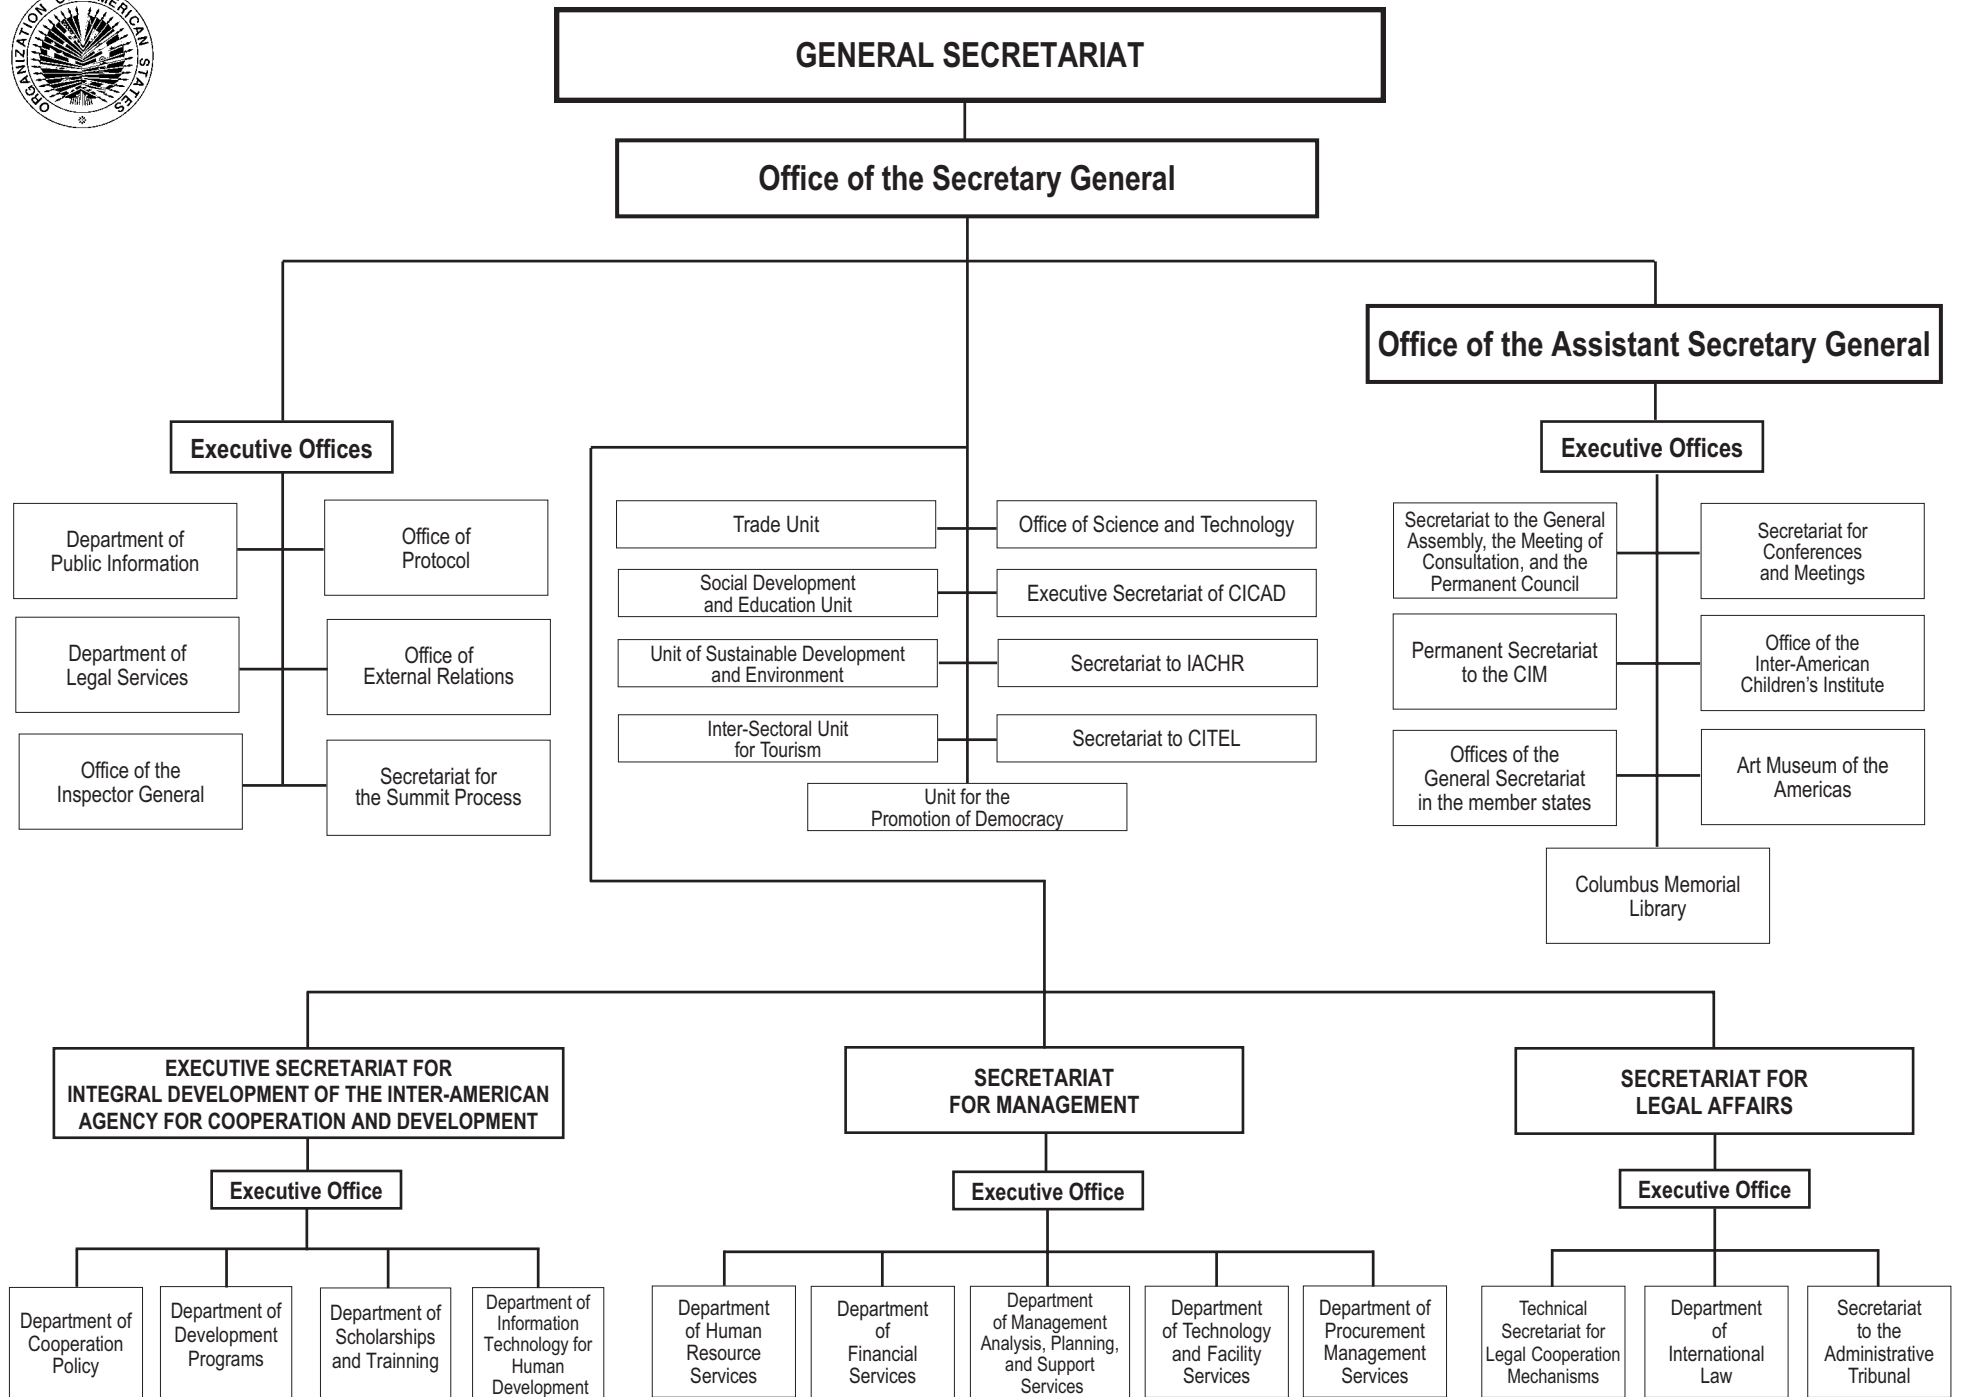 ORGANIZATION OF AMERICAN STATES
GENERAL SECRETARIAT
Office of the Secretary General
Office of the Assistant Secretary General
Executive Offices
Department of
Public Information
Office of
Protocol
Department of
Legal Services
Office of
External Relations
Office of the
Inspector General
Secretariat for
the Summit Process
Trade Unit
Office of Science and Technology
Social Development
and Education Unit
Executive Secretariat of CICAD
Unit of Sustainable Development
and Environment
Secretariat to IACHR
Inter-Sectoral Unit
for Tourism
Secretariat to CITEL
Unit for the
Promotion of Democracy
Executive Offices
Secretariat to the General
Assembly, the Meeting of
Consultation, and the
Permanent Council
Secretariat for
Conferences
and Meetings
Permanent Secretariat
to the CIM
Office of the
Inter-American
Children’s Institute
Offices of the
General Secretariat
in the member states
Art Museum of the
Americas
Columbus Memorial
Library
EXECUTIVE SECRETARIAT FOR
INTEGRAL DEVELOPMENT OF THE INTER-AMERICAN
AGENCY FOR COOPERATION AND DEVELOPMENT
Executive Office
Department of
Cooperation
Policy
Department of
Development
Programs
Department of
Scholarships
and Trainning
Department of
Information
Technology for
Human
Development
SECRETARIAT
FOR MANAGEMENT
Executive Office
Department
of Human
Resource
Services
Department
of
Financial
Services
Department
of Management
Analysis, Planning,
and Support
Services
Department
of Technology
and Facility
Services
Department of
Procurement
Management
Services
SECRETARIAT FOR
LEGAL AFFAIRS
Executive Office
Technical
Secretariat for
Legal Cooperation
Mechanisms
Department
of
International
Law
Secretariat
to the
Administrative
Tribunal